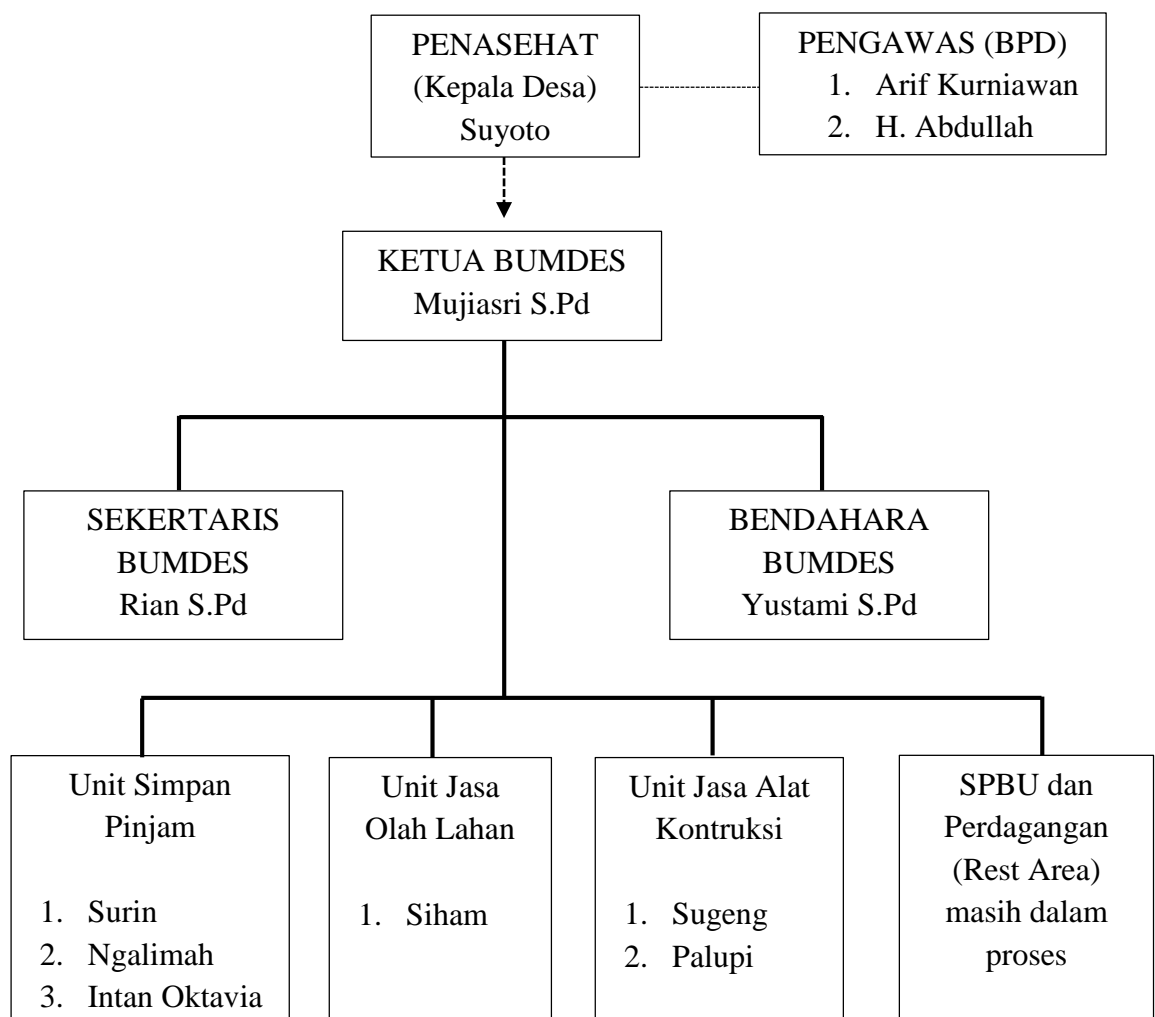 PENASEHAT
(Kepala Desa)
Suyoto
PENGAWAS (BPD)
1. Arif Kurniawan
2. H. Abdullah
KETUA BUMDES
Mujiasri S.Pd
SEKERTARIS
BUMDES
Rian S.Pd
BENDAHARA
BUMDES
Yustami S.Pd
Unit Simpan
Pinjam
1. Surin
2. Ngalimah
3. Intan Oktavia
Unit Jasa
Olah Lahan
1. Siham
Unit Jasa Alat
Kontruksi
1. Sugeng
2. Palupi
SPBU dan
Perdagangan
(Rest Area)
masih dalam
proses